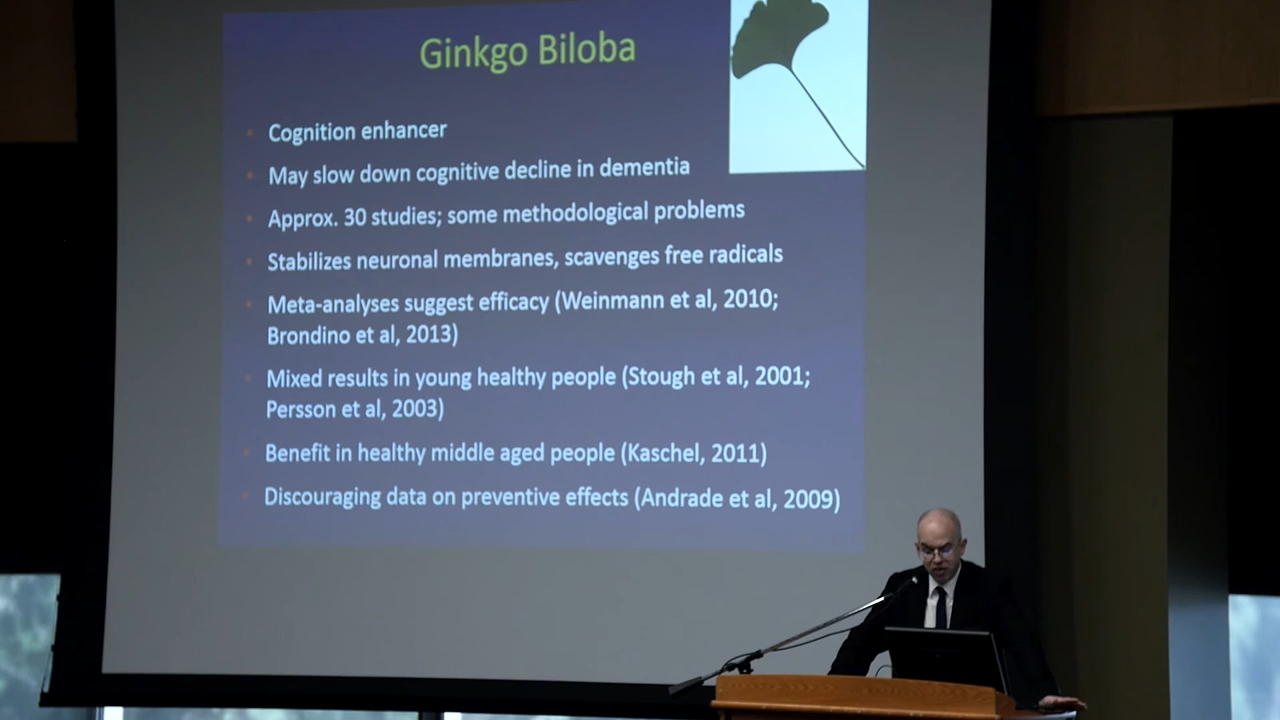 Ginkgo Biloba
Cognition enhancer
May slow down cognitive decline in dementia
Approx. 30 studies; some methodological problems
Stabilizes neuronal membranes, scavenges free radicals
Meta-analyses suggest efficacy (Weinmann et al, 2010;
Brondino et al, 2013)
Mixed results in young healthy people (Stough et al, 2001;
Persson et al, 2003)
Benefit in healthy middle aged people (Kaschel, 2011)
Discouraging data on preventive effects (Andrade et al, 2009)